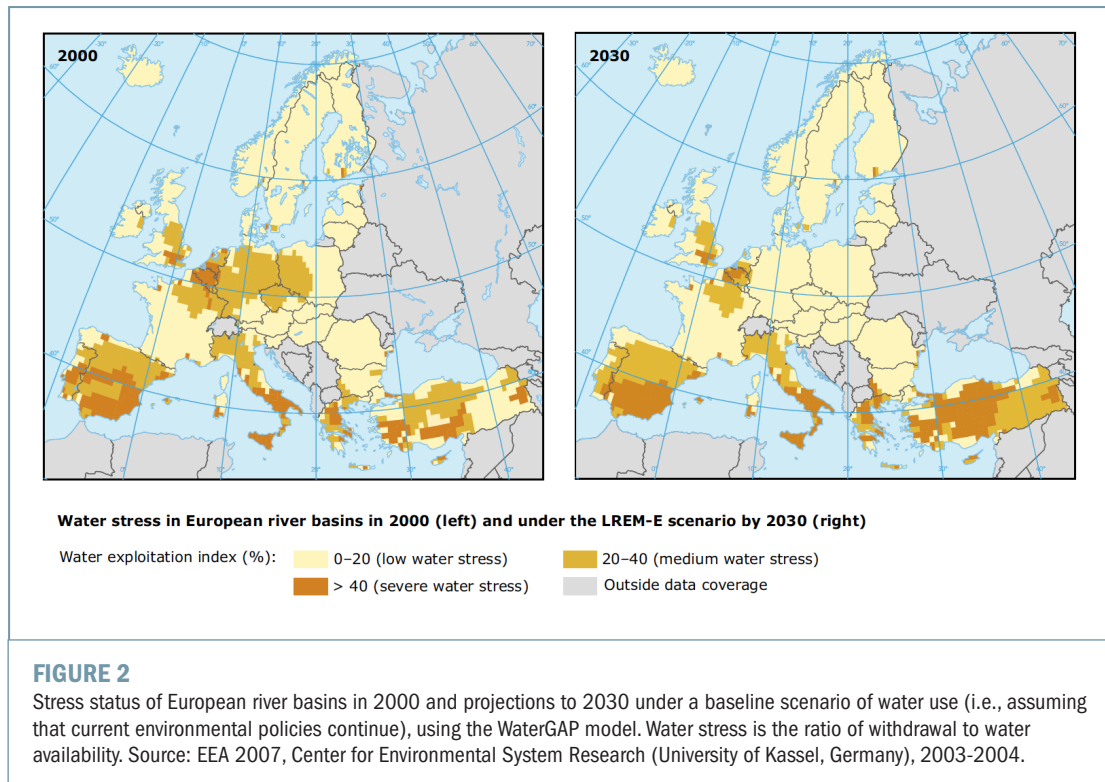 2000
2030
Water stress in European river basins in 2000 (left) and under the LREM-E scenario by 2030 (right)
Water exploitation index (%):
0–20 (low water stress)
20–40 (medium water stress)
> 40 (severe water stress)
Outside data coverage
FIGURE 2
Stress status of European river basins in 2000 and projections to 2030 under a baseline scenario of water use (i.e., assuming
that current environmental policies continue), using the WaterGAP model. Water stress is the ratio of withdrawal to water
availability. Source: EEA 2007, Center for Environmental System Research (University of Kassel, Germany), 2003-2004.